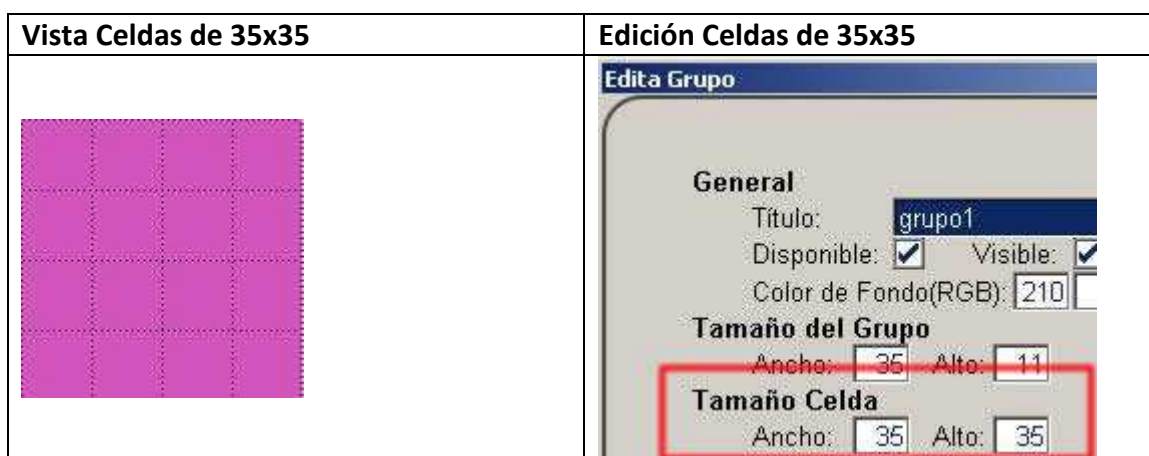 Vista Celdas de 35x35
Edición Celdas de 35x35
Edita Grupo
General
Título: grupo1
Disponible: Visible:
Color de Fondo(RGB): 210
Tamaño del Grupo
Ancho: 35 Alto: 11
Tamaño Celda
Ancho: 35 Alto: 35